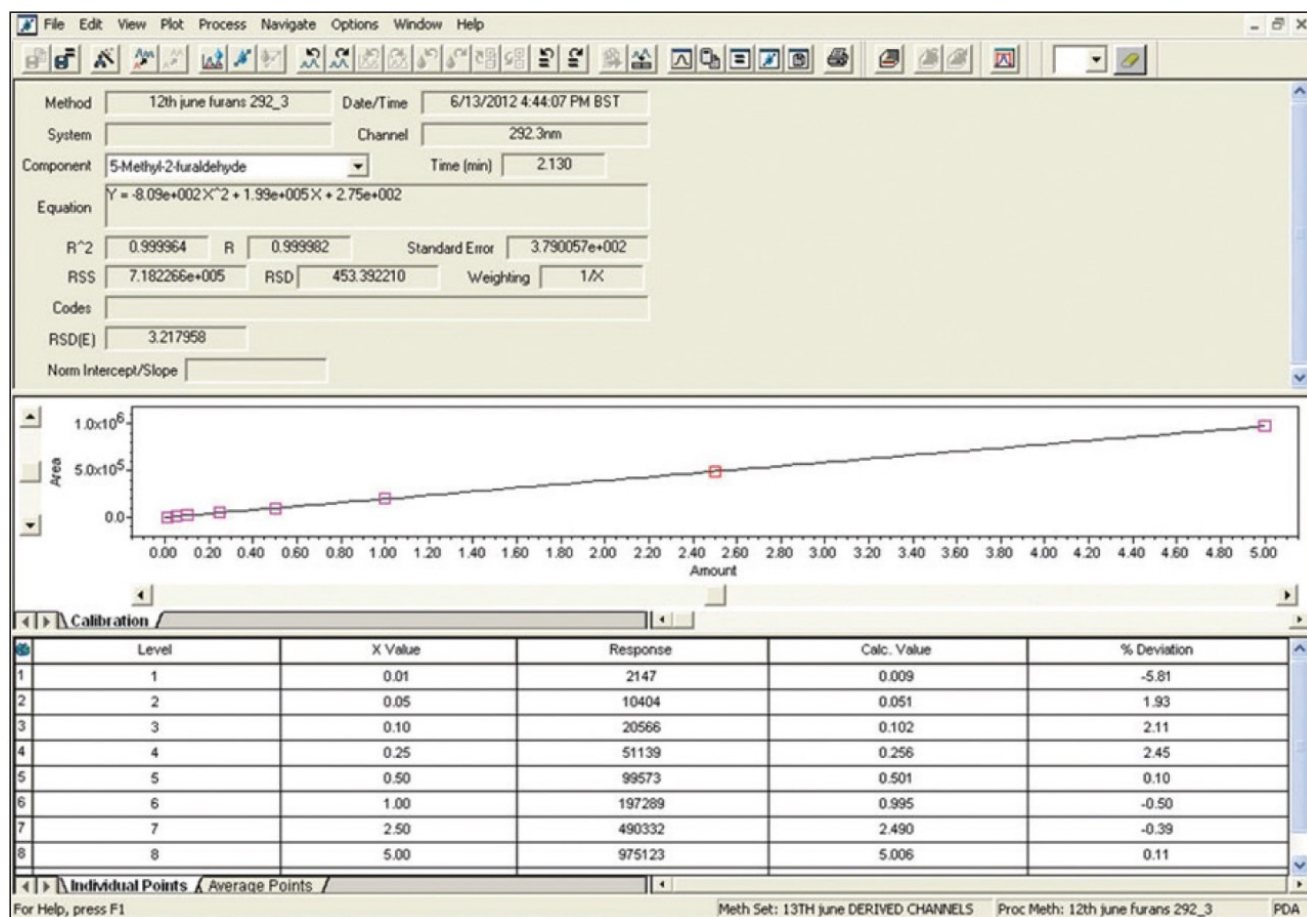 File Edit View Plot Process Navigate Options Window Help
Method 12th june furans 292_3 Date/Time 6/13/2012 4:44:07 PM BST
System Channel 292.3nm
Component 5-Methyl-2-furaldehyde Time (min) 2.130
Equation Y = -8.09e+002 X^2 + 1.99e+005 X + 2.75e+002
R^2 0.999964 R 0.999982 Standard Error 3.790057e+002
RSS 7.182266e+005 RSD 453.392210 Weighting 1/X
Codes
RSD(E) 3.217958
Norm Intercept/Slope
1.0x10^6
5.0x10^5
0.0
Area
0.00 0.20 0.40 0.60 0.80 1.00 1.20 1.40 1.60 1.80 2.00 2.20 2.40 2.60 2.80 3.00 3.20 3.40 3.60 3.80 4.00 4.20 4.40 4.60 4.80 5.00
Amount
Calibration
Level X Value Response Calc. Value % Deviation
1 1 0.01 2147 0.009 -5.81
2 2 0.05 10404 0.051 1.93
3 3 0.10 20566 0.102 2.11
4 4 0.25 51139 0.256 2.45
5 5 0.50 99573 0.501 0.10
6 6 1.00 197289 0.995 -0.50
7 7 2.50 490332 2.490 -0.39
8 8 5.00 975123 5.006 0.11
Individual Points Average Points
For Help, press F1 Meth Set: 13TH june DERIVED CHANNELS Proc Meth: 12th june furans 292_3 PDA